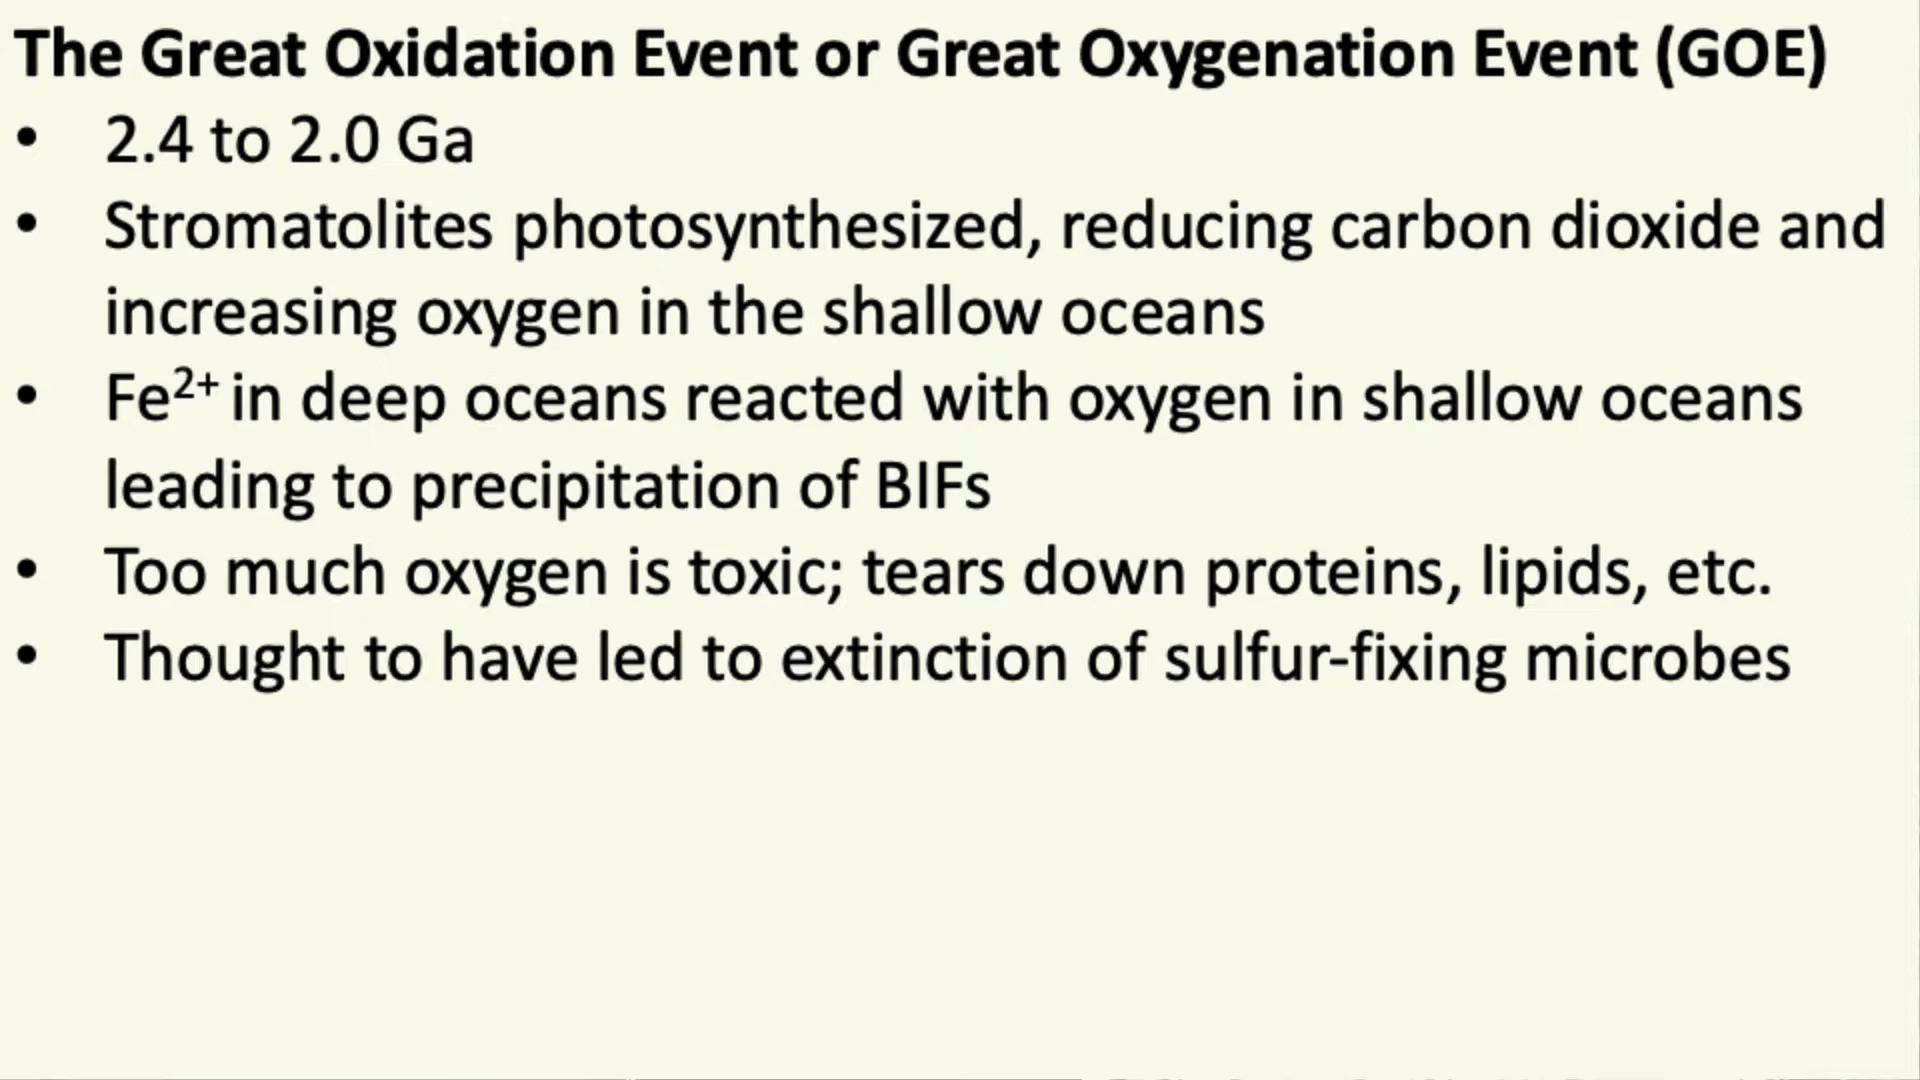 The Great Oxidation Event or Great Oxygenation Event (GOE)
• 2.4 to 2.0 Ga
• Stromatolites photosynthesized, reducing carbon dioxide and
increasing oxygen in the shallow oceans
• Fe²⁺ in deep oceans reacted with oxygen in shallow oceans
leading to precipitation of BIFs
• Too much oxygen is toxic; tears down proteins, lipids, etc.
• Thought to have led to extinction of sulfur-fixing microbes